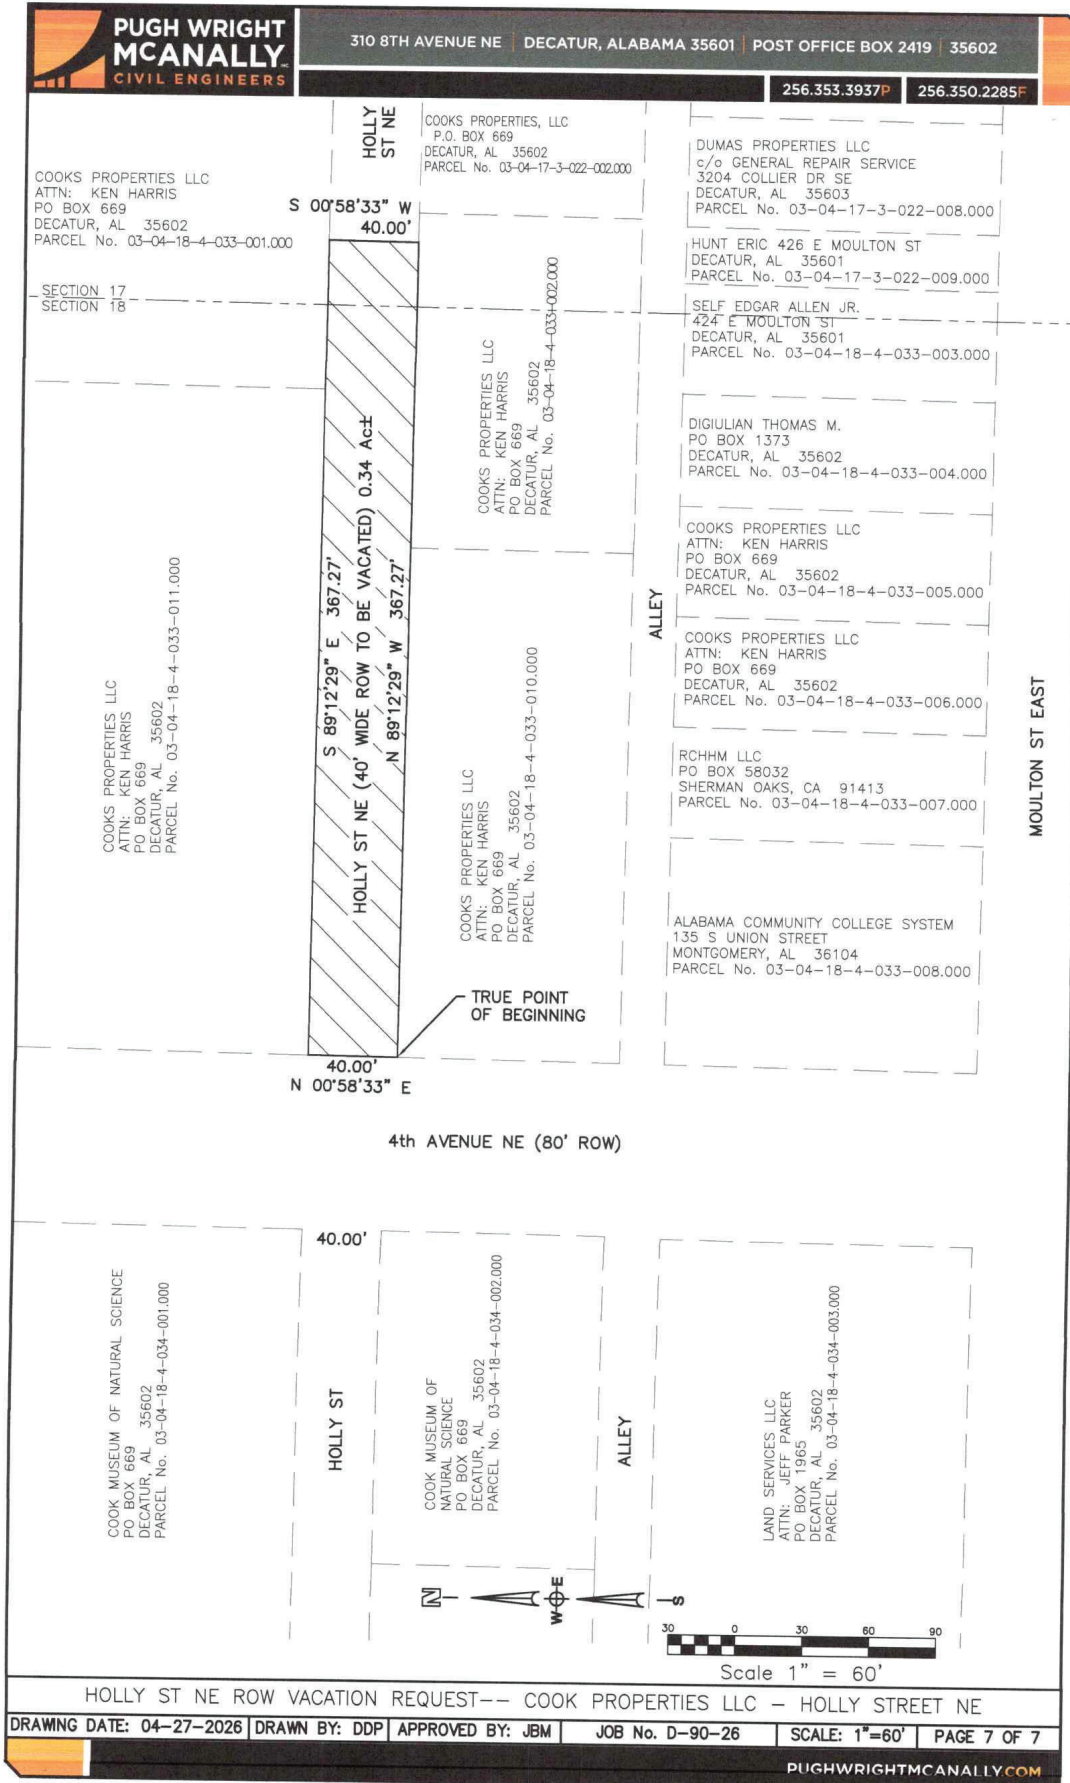 PUGH WRIGHT
MCANALLY INC
CIVIL ENGINEERS
310 8TH AVENUE NE | DECATUR, ALABAMA 35601 | POST OFFICE BOX 2419 | 35602
256.353.3937P
256.350.2285F
HOLLY
ST NE
COOKS PROPERTIES, LLC
P.O. BOX 669
DECATUR, AL 35602
PARCEL No. 03-04-17-3-022-002.000
DUMAS PROPERTIES LLC
c/o GENERAL REPAIR SERVICE
3204 COLLIER DR SE
DECATUR, AL 35603
PARCEL No. 03-04-17-3-022-008.000
COOKS PROPERTIES LLC
ATTN: KEN HARRIS
PO BOX 669
DECATUR, AL 35602
PARCEL No. 03-04-18-4-033-001.000
S 00°58'33" W
40.00'
HUNT ERIC 426 E MOULTON ST
DECATUR, AL 35601
PARCEL No. 03-04-17-3-022-009.000
SECTION 17
SECTION 18
SELF EDGAR ALLEN JR.
424 E MOULTON ST
DECATUR, AL 35601
PARCEL No. 03-04-18-4-033-003.000
COOKS PROPERTIES LLC
ATTN: KEN HARRIS
PO BOX 669
DECATUR, AL 35602
PARCEL No. 03-04-18-4-033-002.000
DIGIULIAN THOMAS M.
PO BOX 1373
DECATUR, AL 35602
PARCEL No. 03-04-18-4-033-004.000
COOKS PROPERTIES LLC
ATTN: KEN HARRIS
PO BOX 669
DECATUR, AL 35602
PARCEL No. 03-04-18-4-033-005.000
COOKS PROPERTIES LLC
ATTN: KEN HARRIS
PO BOX 669
DECATUR, AL 35602
PARCEL No. 03-04-18-4-033-006.000
S 89°12'29" E 367.27'
HOLLY ST NE (40' WIDE ROW TO BE VACATED) 0.34 Ac±
N 89°12'29" W 367.27'
ALLEY
MOULTON ST EAST
COOKS PROPERTIES LLC
ATTN: KEN HARRIS
PO BOX 669
DECATUR, AL 35602
PARCEL No. 03-04-18-4-033-011.000
COOKS PROPERTIES LLC
ATTN: KEN HARRIS
PO BOX 669
DECATUR, AL 35602
PARCEL No. 03-04-18-4-033-010.000
RCHHM LLC
PO BOX 58032
SHERMAN OAKS, CA 91413
PARCEL No. 03-04-18-4-033-007.000
ALABAMA COMMUNITY COLLEGE SYSTEM
135 S UNION STREET
MONTGOMERY, AL 36104
PARCEL No. 03-04-18-4-033-008.000
TRUE POINT
OF BEGINNING
40.00'
N 00°58'33" E
4th AVENUE NE (80' ROW)
40.00'
COOK MUSEUM OF NATURAL SCIENCE
PO BOX 669
DECATUR, AL 35602
PARCEL No. 03-04-18-4-034-001.000
HOLLY ST
COOK MUSEUM OF
NATURAL SCIENCE
PO BOX 669
DECATUR, AL 35602
PARCEL No. 03-04-18-4-034-002.000
ALLEY
LAND SERVICES LLC
ATTN: JEFF PARKER
PO BOX 1965
DECATUR, AL 35602
PARCEL No. 03-04-18-4-034-003.000
N
W
E
S
30 0 30 60 90
Scale 1" = 60'
HOLLY ST NE ROW VACATION REQUEST-- COOK PROPERTIES LLC - HOLLY STREET NE
DRAWING DATE: 04-27-2026 DRAWN BY: DDP APPROVED BY: JBM JOB No. D-90-26 SCALE: 1"=60' PAGE 7 OF 7
PUGHWRIGHTMCANALLY.COM